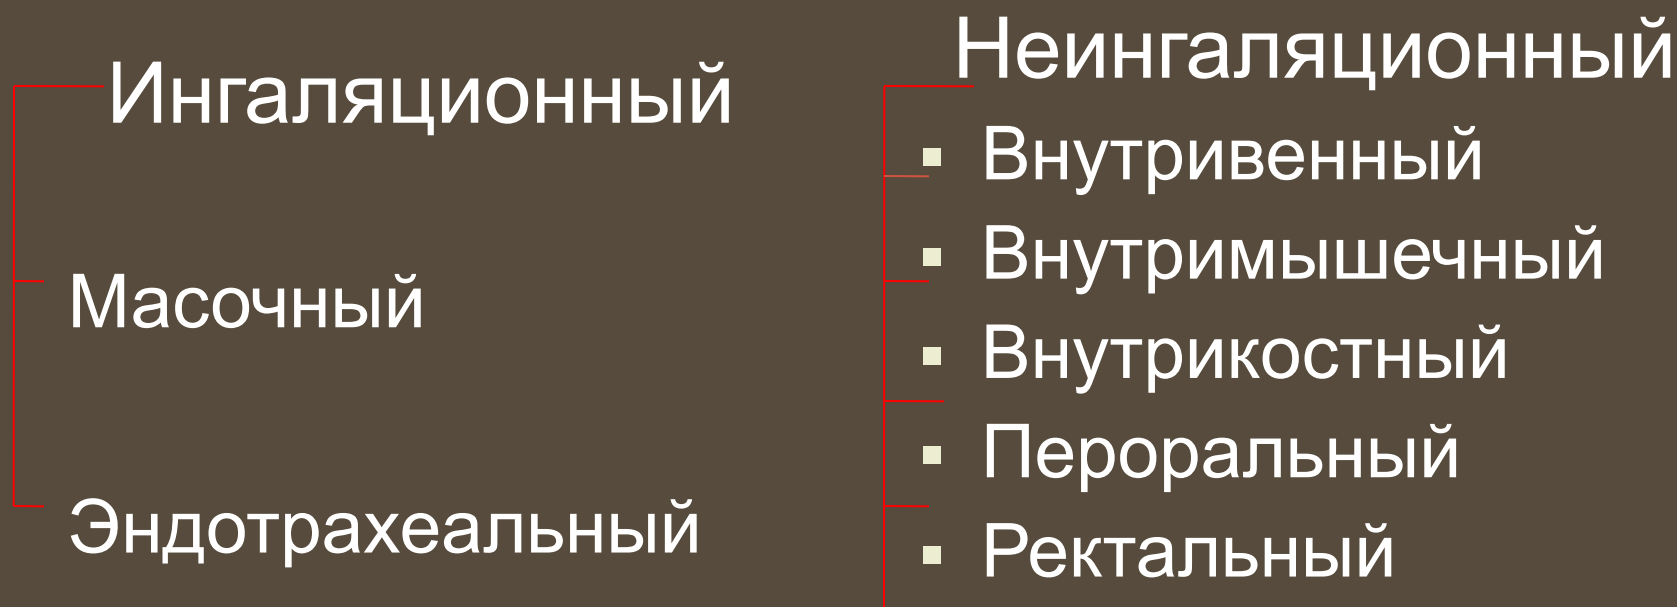 Ингаляционный
Масочный
Эндотрахеальный
Неингаляционный
Внутривенный
Внутримышечный
Внутрикостный
Пероральный
Ректальный